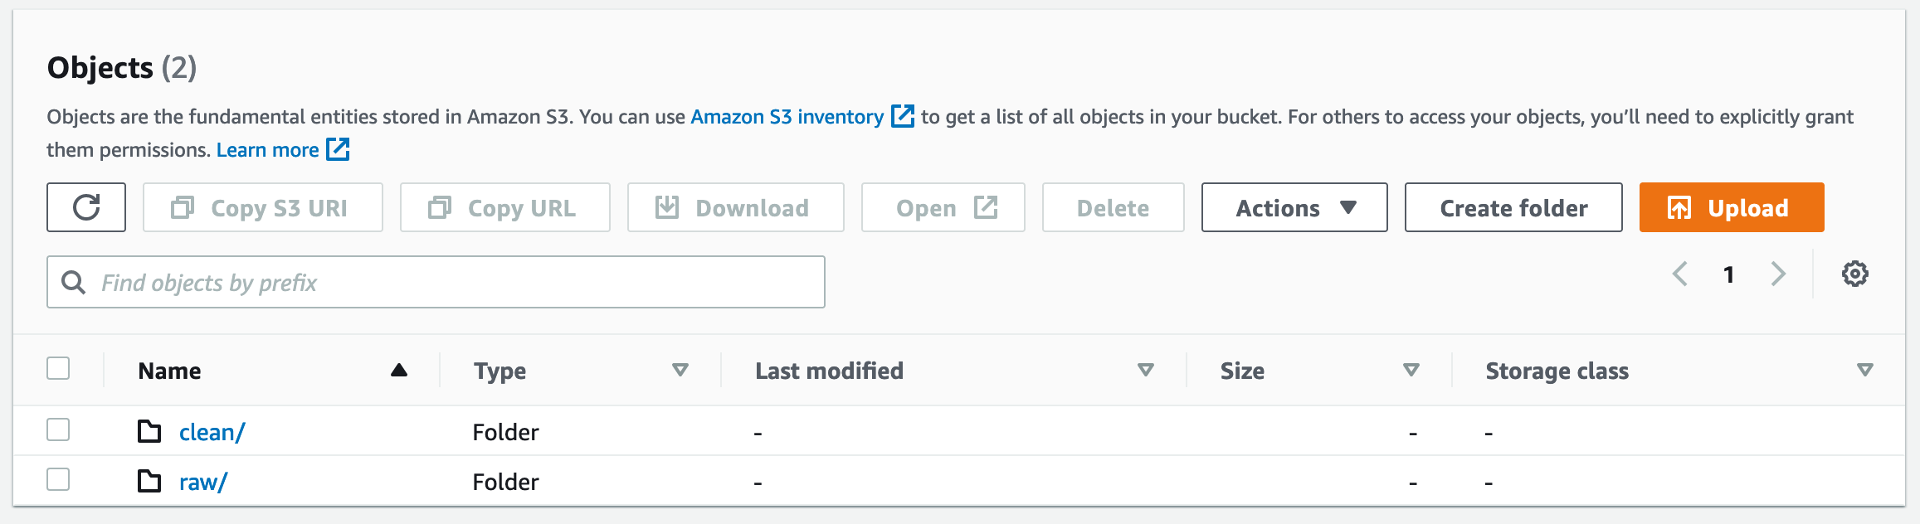 Objects (2)
Objects are the fundamental entities stored in Amazon S3. You can use Amazon S3 inventory to get a list of all objects in your bucket. For others to access your objects, you’ll need to explicitly grant
them permissions. Learn more
Copy S3 URI Copy URL Download Open Delete Actions Create folder Upload
Find objects by prefix 1
Name Type Last modified Size Storage class
clean/ Folder - - -
raw/ Folder - - -